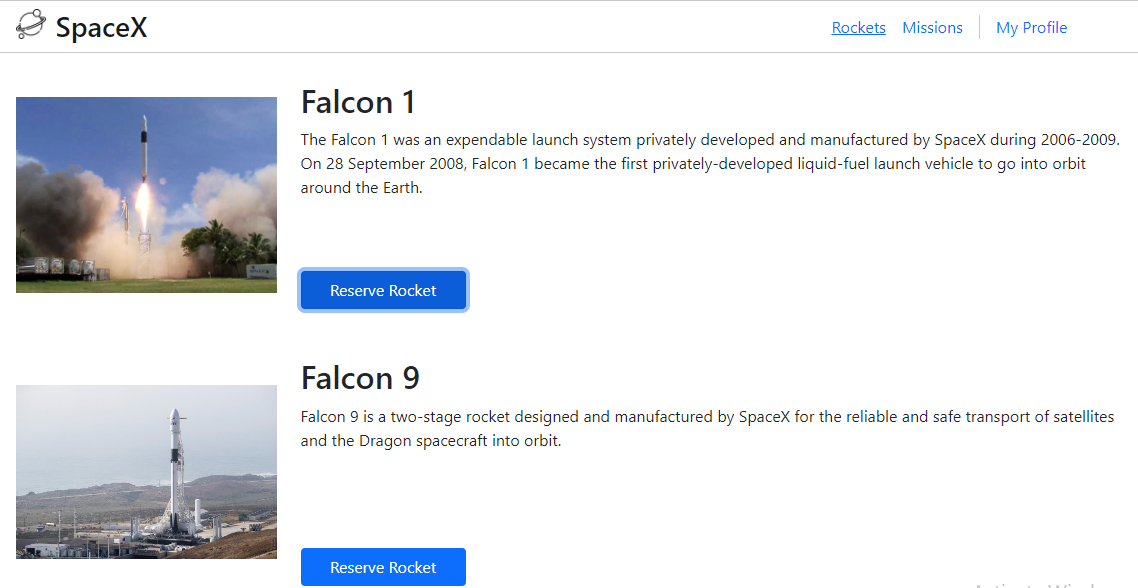 SpaceX
Rockets Missions My Profile
Falcon 1
The Falcon 1 was an expendable launch system privately developed and manufactured by SpaceX during 2006-2009.
On 28 September 2008, Falcon 1 became the first privately-developed liquid-fuel launch vehicle to go into orbit
around the Earth.
Reserve Rocket
Falcon 9
Falcon 9 is a two-stage rocket designed and manufactured by SpaceX for the reliable and safe transport of satellites
and the Dragon spacecraft into orbit.
Reserve Rocket